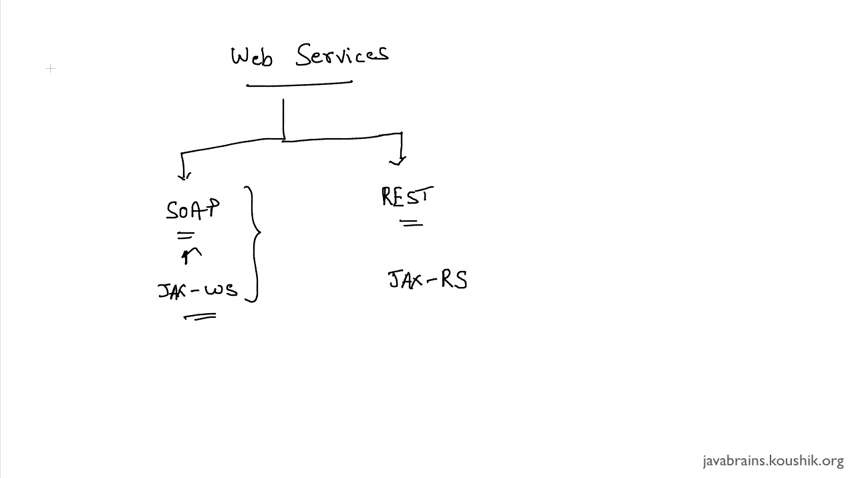 Web Services
SOAP
REST
JAX-WS
JAX-RS
javabrains.koushik.org